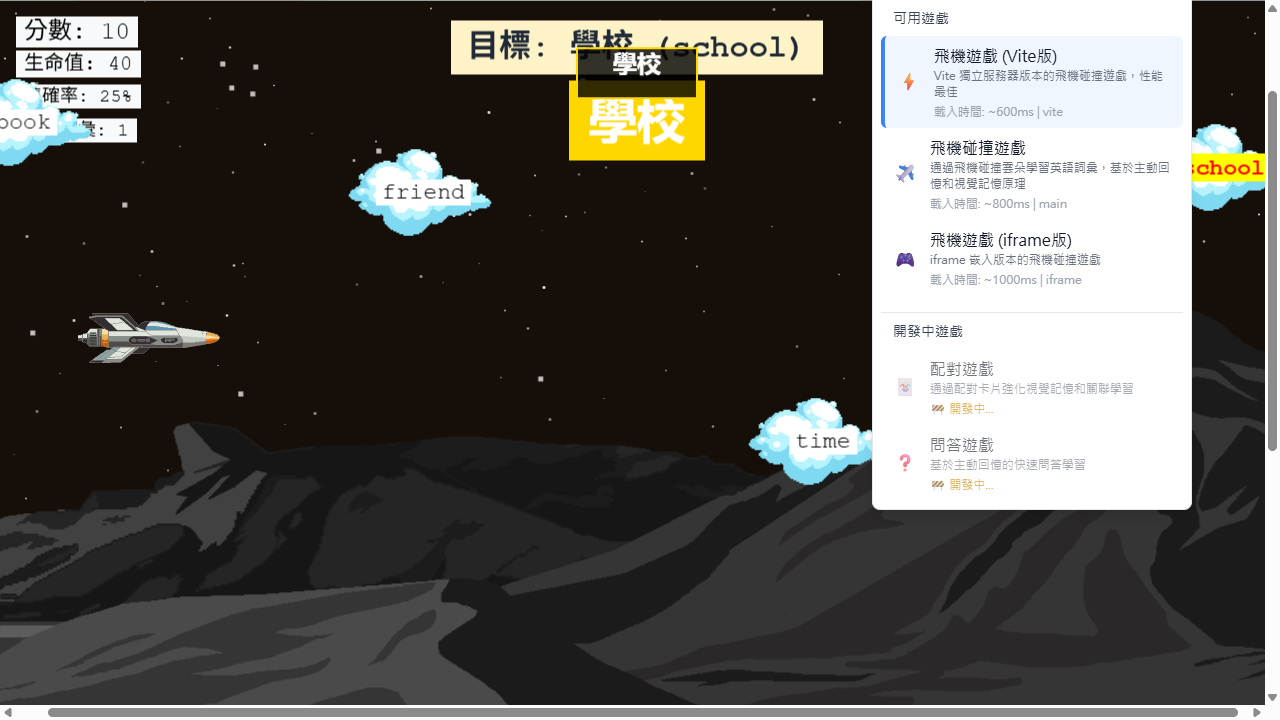 分數: 10
生命值: 40
確率: 25%
: 1
book
目標: 學校 (school)
學校
學校
friend
time
school
可用遊戲
飛機遊戲 (Vite版)
Vite 獨立服務器版本的飛機碰撞遊戲，性能
最佳
載入時間: ~600ms | vite
飛機碰撞遊戲
通過飛機碰撞雲朵學習英語詞彙，基於主動回
憶和視覺記憶原理
載入時間: ~800ms | main
飛機遊戲 (iframe版)
iframe 嵌入版本的飛機碰撞遊戲
載入時間: ~1000ms | iframe
開發中遊戲
配對遊戲
通過配對卡片強化視覺記憶和關聯學習
🚧 開發中...
問答遊戲
基於主動回憶的快速問答學習
🚧 開發中...